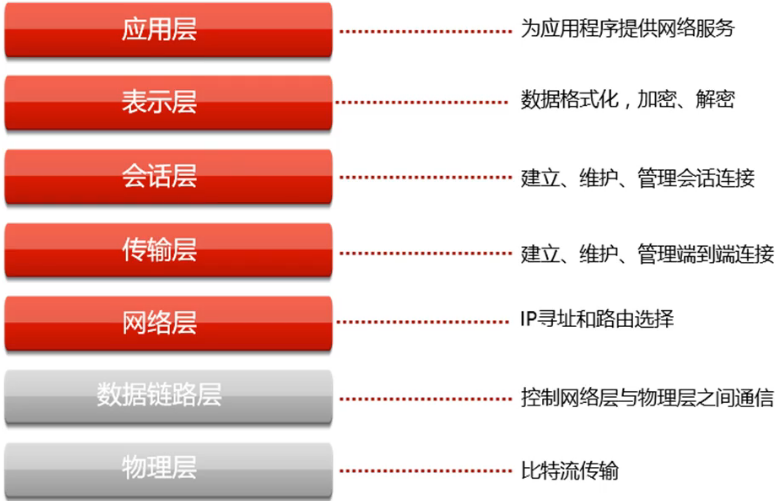 应用层 为应用程序提供网络服务
表示层 数据格式化，加密、解密
会话层 建立、维护、管理会话连接
传输层 建立、维护、管理端到端连接
网络层 IP寻址和路由选择
数据链路层 控制网络层与物理层之间通信
物理层 比特流传输